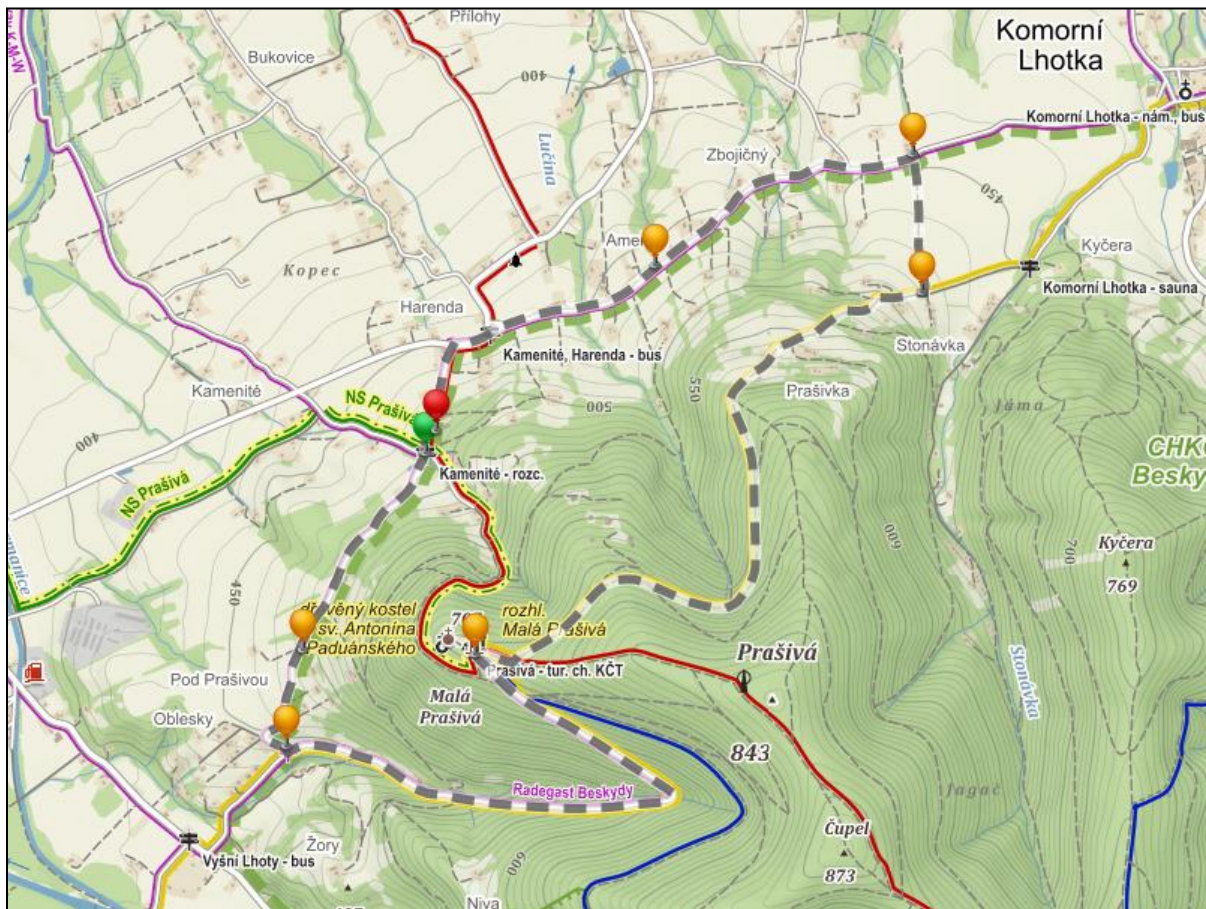 Přílohy
Bukovice
Komorní
Lhotka
400
Lučina
Komorní Lhotka - nám., bus
Zbojičný
450
Kopec
Kyčera
Komorní Lhotka - sauna
Harenda
Stonávka
Kamenité, Harenda - bus
550
Prašivka
Kamenité
NS Prašivá
500
Jáma
400
CHKO
Kamenité - rozc.
NS Prašivá
600
Kyčera
700
769
450
dřevěný kostel
sv. Antonína
Paduánského
rozhl.
Malá Prašivá
Pod Prašivou
Prašivá - tur. ch. KČT
Prašivá
Stonávka
Malá
Prašivá
Oblesky
843
Radegast Beskydy
Jagač
Čupel
Žory
Vyšní Lhoty - bus
600
873
Niva